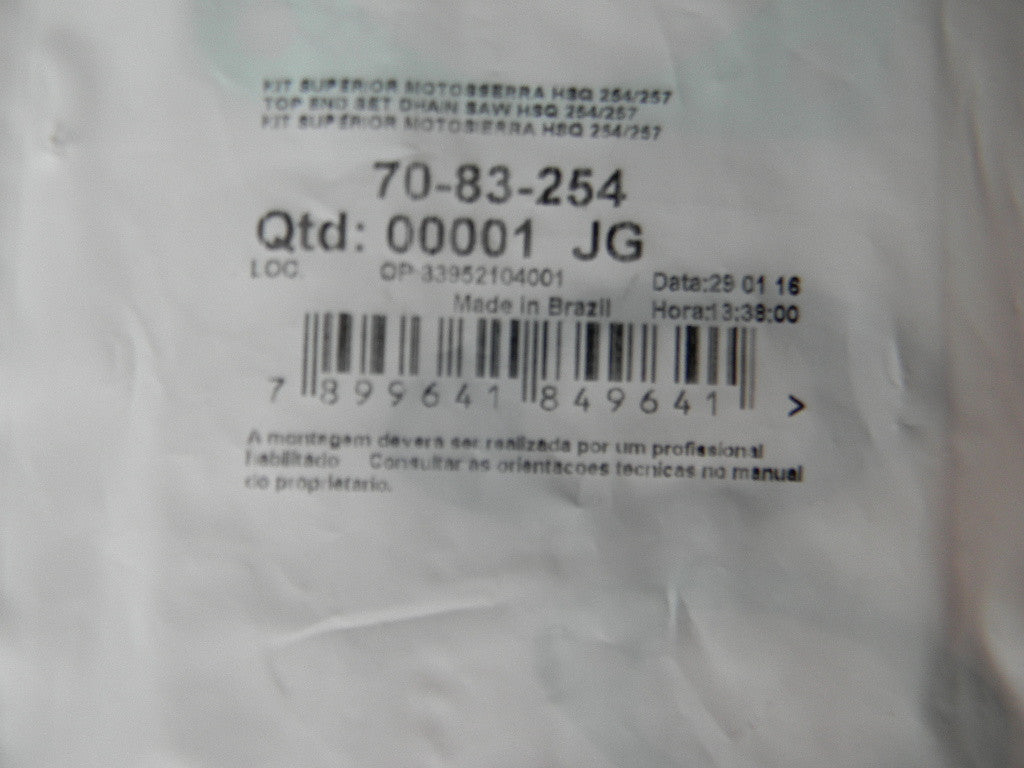 KIT SUPERIOR MOTOSSERRA HSQ 254/257
TOP END SET CHAIN SAW HSQ 254/257
KIT SUPERIOR MOTOSIERRA HSQ 254/257
70-83-254
Qtd: 00001 JG
LOC. OP-33952104001 Data:29 01 16
Made in Brazil Hora:13:39:00
7 899641 849641 >
A montagem devera ser realizada por um profissional
habilitado Consultar as orientacoes tecnicas no manual
do proprietario.